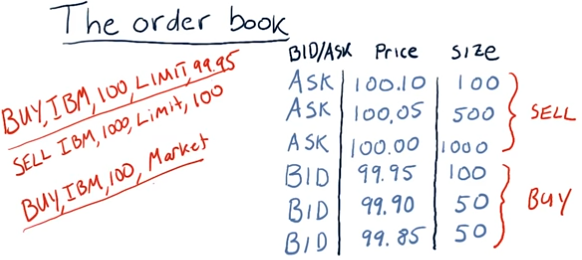 The order book
BUY, IBM, 100, LIMIT, 99.95
SELL IBM, 1000, Limit, 100
BUY, IBM, 100, Market
BID/ASK Price SIZE
ASK 100.10 100
ASK 100.05 500
ASK 100.00 1000
SELL
BID 99.95 100
BID 99.90 50
BID 99.85 50
BUY